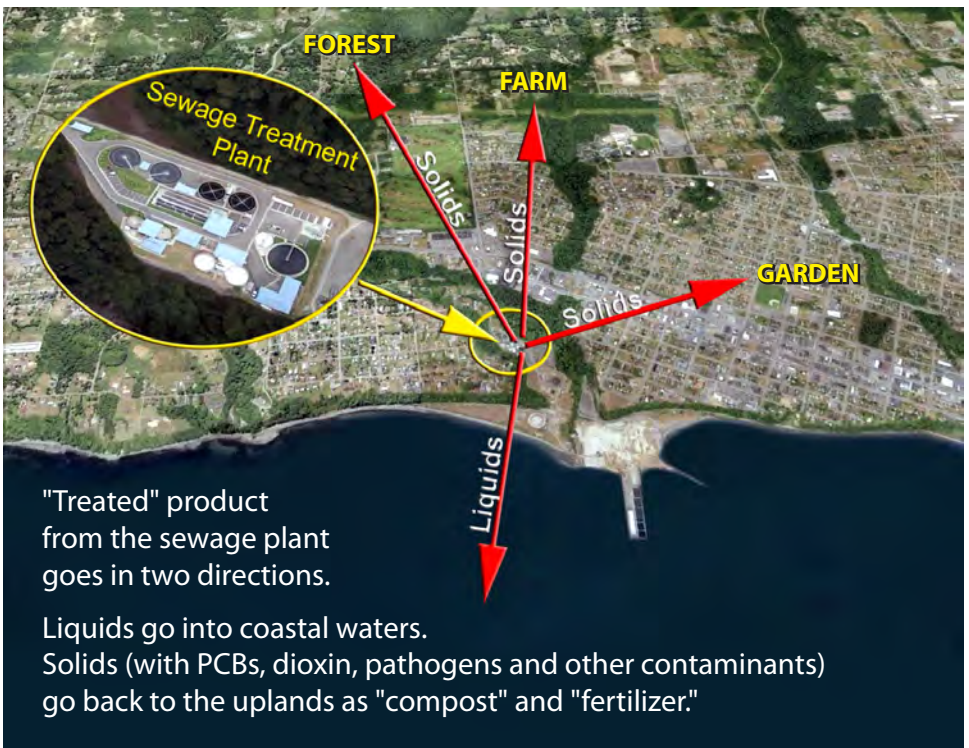 FOREST
FARM
Sewage Treatment
Plant
Solids
Solids
GARDEN
Solids
Liquids
"Treated" product
from the sewage plant
goes in two directions.
Liquids go into coastal waters.
Solids (with PCBs, dioxin, pathogens and other contaminants)
go back to the uplands as "compost" and "fertilizer."